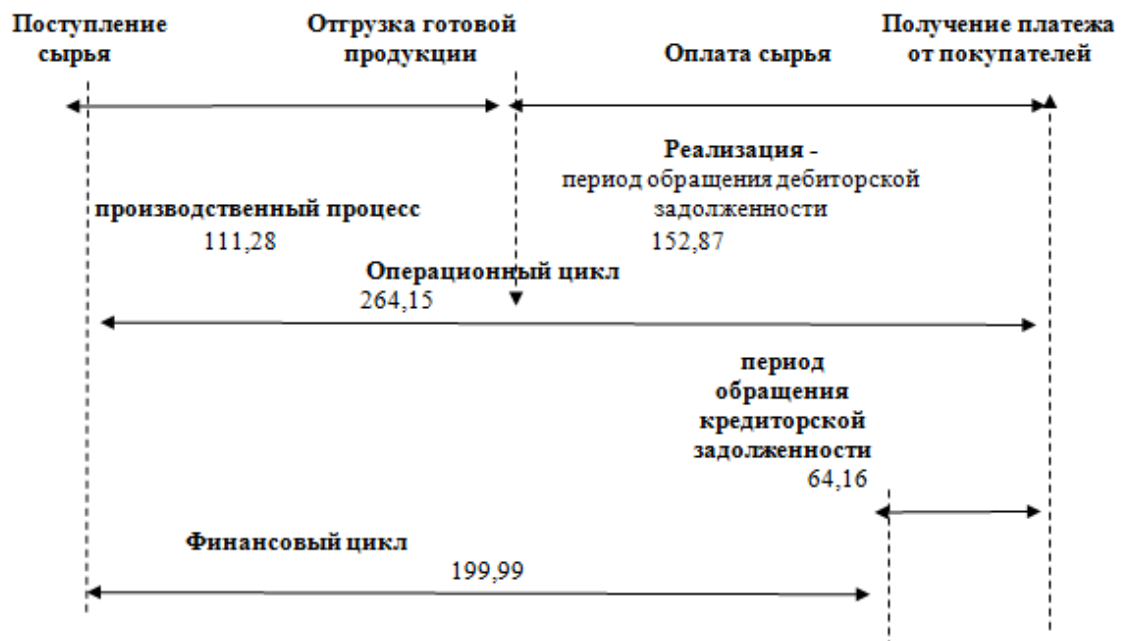 Поступление
сырья
Отгрузка готовой
продукции
Оплата сырья
Получение платежа
от покупателей
Реализация -
период обращения дебиторской
задолженности
152,87
производственный процесс
111,28
Операционный цикл
264,15
период
обращения
кредиторской
задолженности
64,16
Финансовый цикл
199,99